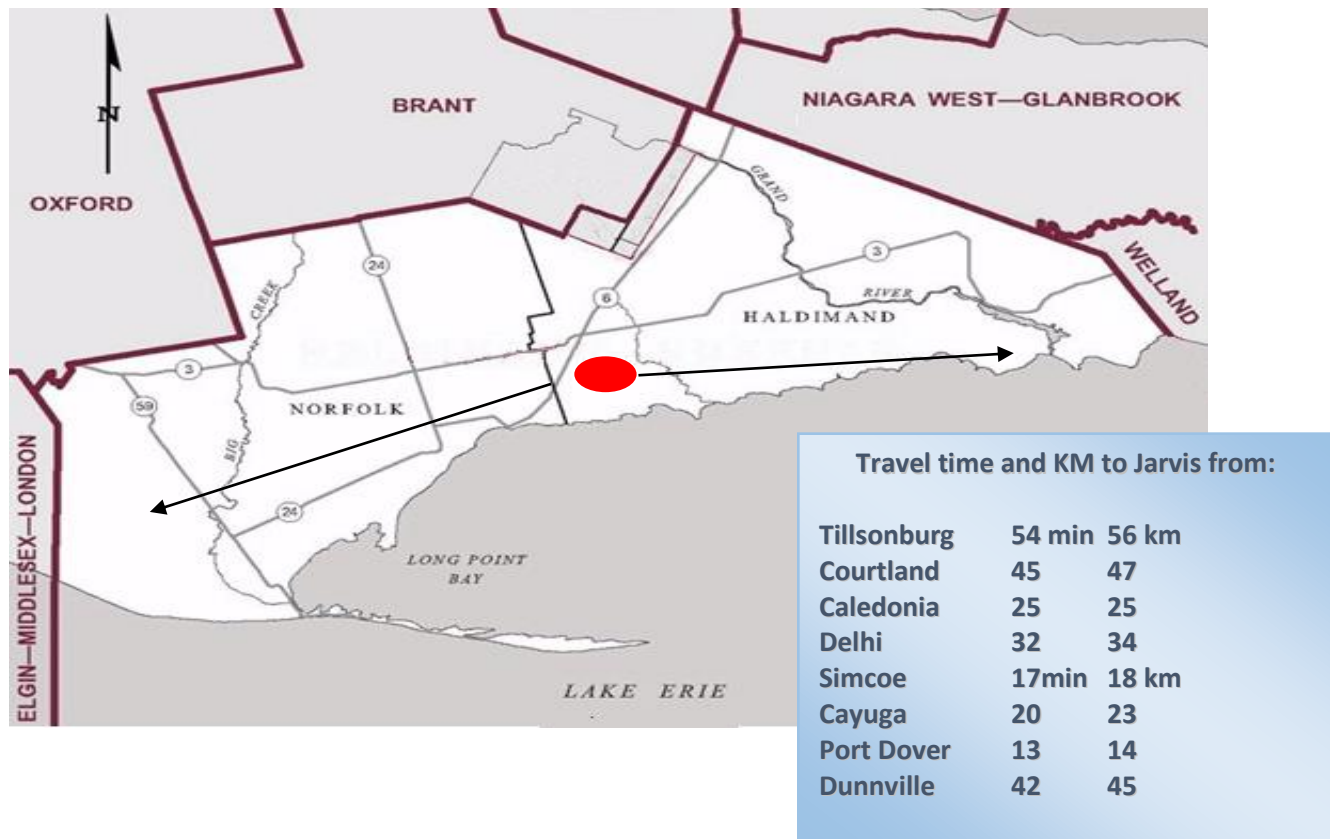 N
BRANT
NIAGARA WEST—GLANBROOK
OXFORD
GRAND
24
3
WELLAND
CREEK
6
RIVER
HALDIMAND
3
59
NORFOLK
BIG
24
ELGIN—MIDDLESEX—LONDON
LONG POINT
BAY
LAKE ERIE
Travel time and KM to Jarvis from:
Tillsonburg 54 min 56 km
Courtland 45 47
Caledonia 25 25
Delhi 32 34
Simcoe 17min 18 km
Cayuga 20 23
Port Dover 13 14
Dunnville 42 45